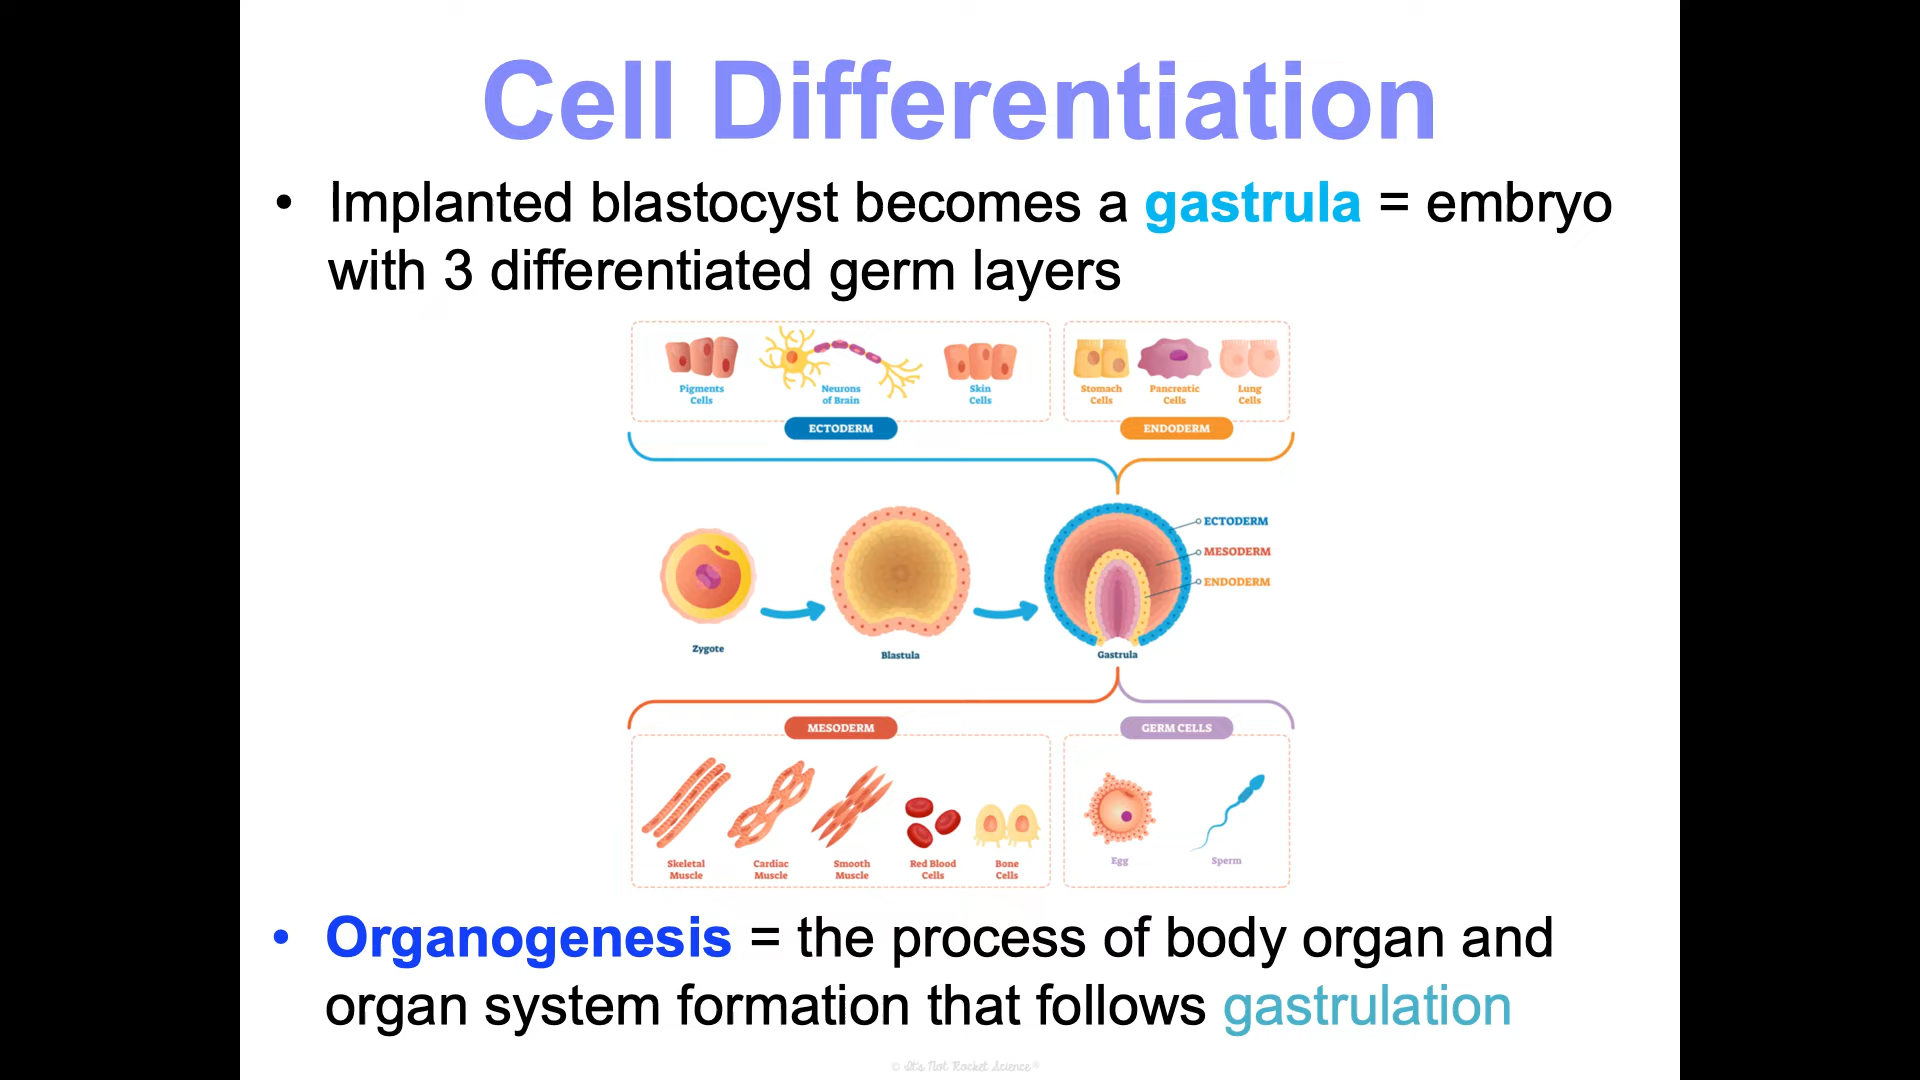 Cell Differentiation
• Implanted blastocyst becomes a gastrula = embryo
with 3 differentiated germ layers
Pigments
Cells
Neurons
of Brain
Skin
Cells
Stomach
Cells
Pancreatic
Cells
Lung
Cells
ECTODERM
ENDODERM
ECTODERM
MESODERM
ENDODERM
Zygote
Blastula
Gastrula
MESODERM
GERM CELLS
Skeletal
Muscle
Cardiac
Muscle
Smooth
Muscle
Red Blood
Cells
Bone
Cells
Egg
Sperm
• Organogenesis = the process of body organ and
organ system formation that follows gastrulation
© It's Not Rocket Science®